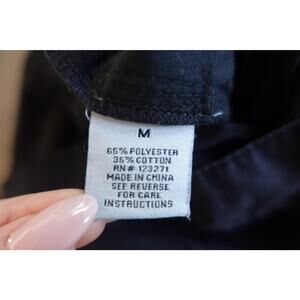 M
65% POLYESTER
35% COTTON
RN# 123271
MADE IN CHINA
SEE REVERSE
FOR CARE
INSTRUCTIONS